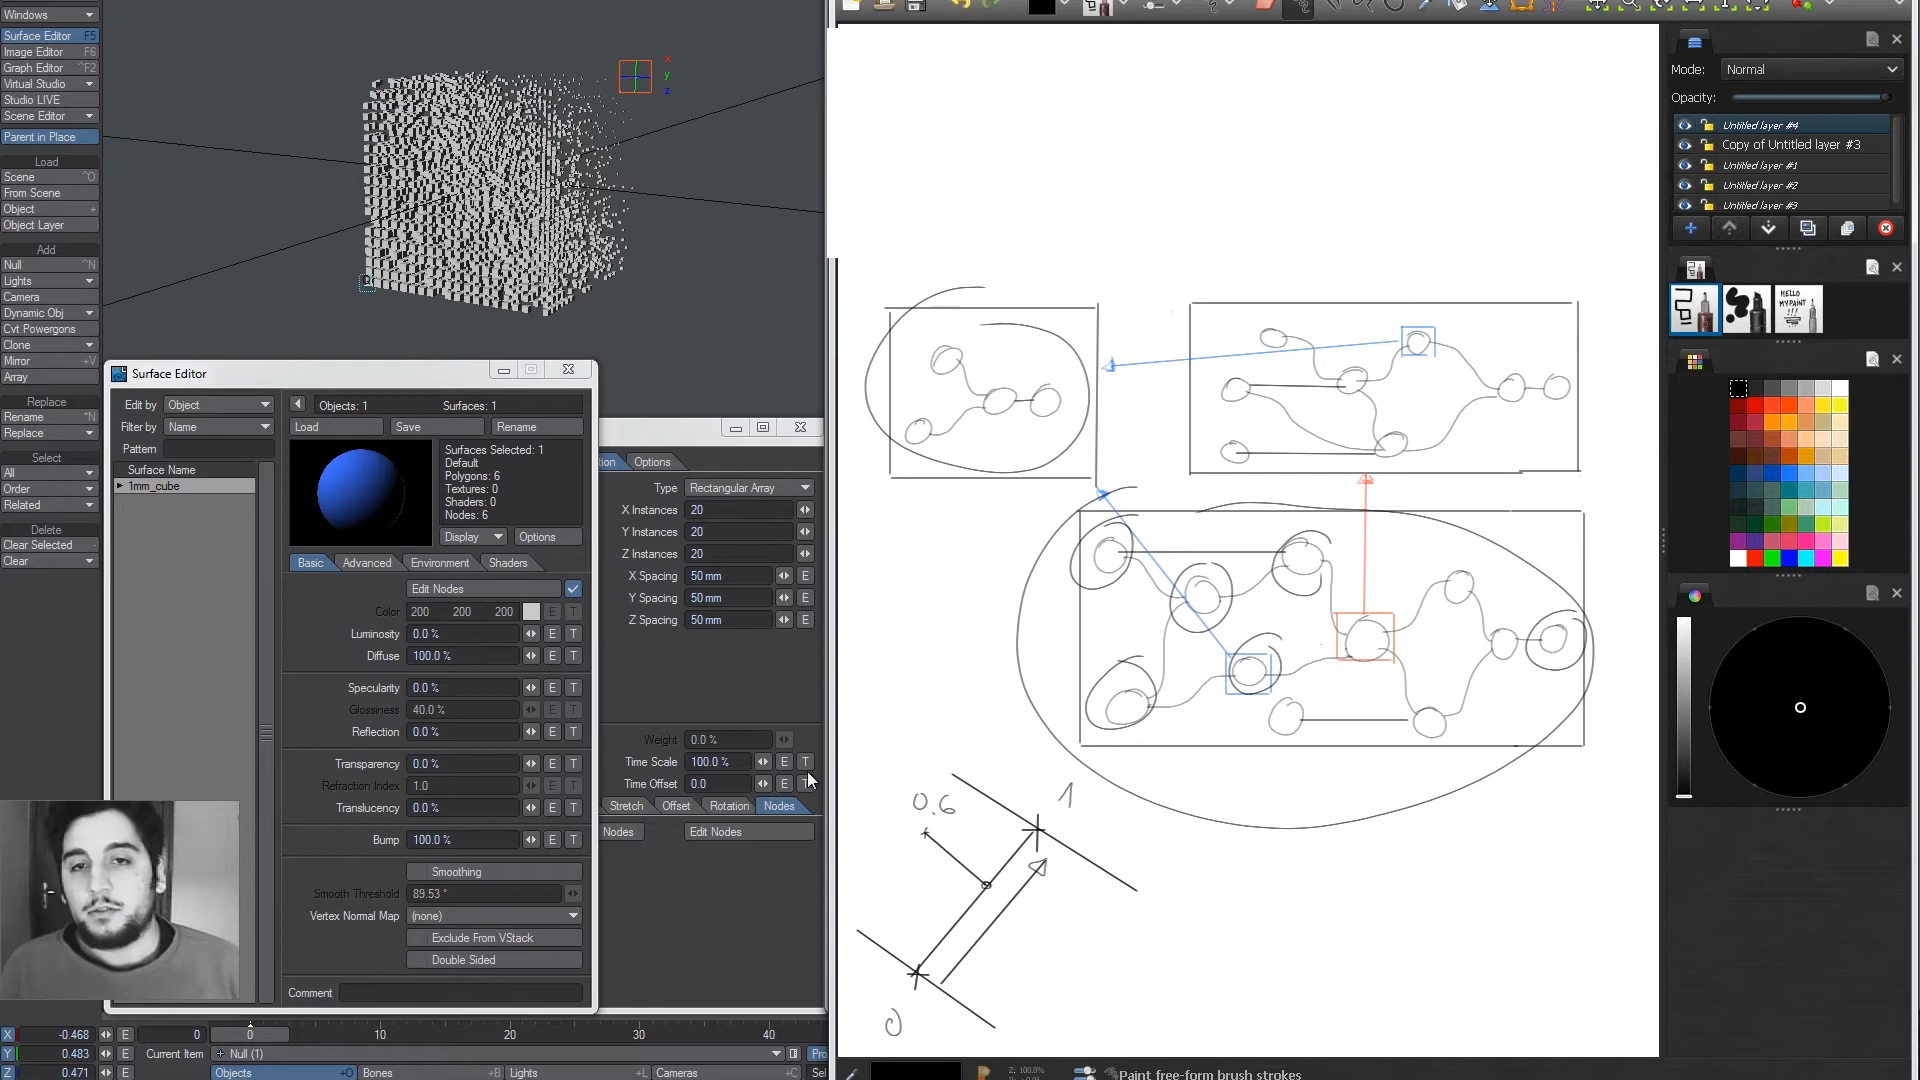 Windows
Surface Editor F5
Image Editor F6
Graph Editor ^F2
Virtual Studio
Studio LIVE
Scene Editor
Parent in Place
Load
Scene ^O
From Scene
Object +
Object Layer
Add
Null ^N
Lights
Camera
Dynamic Obj
Cvt Powergons
Clone
Mirror +V
Array
Replace
Rename ^N
Replace
Select
All
Order
Related
Delete
Clear Selected -
Clear
x
y
z
Surface Editor
Edit by Object
Filter by Name
Pattern
Surface Name
1mm_cube
Objects: 1 Surfaces: 1
Load Save Rename
Surfaces Selected: 1
Default
Polygons: 6
Textures: 0
Shaders: 0
Nodes: 6
Display Options
Basic Advanced Environment Shaders
Edit Nodes
Color 200 200 200 E T
Luminosity 0.0 % E T
Diffuse 100.0 % E T
Specularity 0.0 % E T
Glossiness 40.0 % E T
Reflection 0.0 % E T
Transparency 0.0 % E T
Refraction Index 1.0 E T
Translucency 0.0 % E T
Bump 100.0 % E T
Smoothing
Smooth Threshold 89.53 °
Vertex Normal Map (none)
Exclude From VStack
Double Sided
Comment
Options
Type Rectangular Array
X Instances 20
Y Instances 20
Z Instances 20
X Spacing 50 mm E
Y Spacing 50 mm E
Z Spacing 50 mm E
Weight 0.0 %
Time Scale 100.0 % E T
Time Offset 0.0 E T
Stretch Offset Rotation Nodes
Nodes Edit Nodes
X -0.468 E 0 0 10 20 30 40
Y 0.483 E Current Item + Null (1)
Z 0.471 E Objects +O Bones +B Lights +L Cameras +C Sel
0.6
1
0
Mode: Normal
Opacity:
Untitled layer #4
Copy of Untitled layer #3
Untitled layer #1
Untitled layer #2
Untitled layer #3
HELLO
MYPAINT
!!!
Z: 100.0%
Paint free-form brush strokes